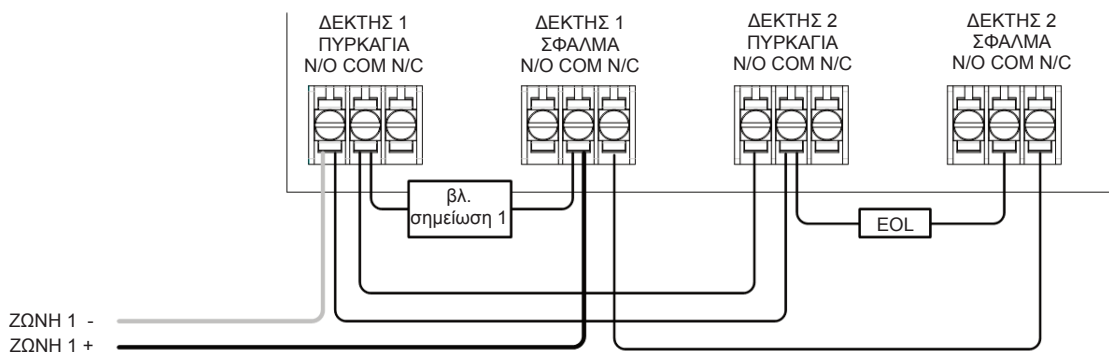 ΔΕΚΤΗΣ 1
ΠΥΡΚΑΓΙΑ
N/O COM N/C
ΔΕΚΤΗΣ 1
ΣΦΑΛΜΑ
N/O COM N/C
ΔΕΚΤΗΣ 2
ΠΥΡΚΑΓΙΑ
N/O COM N/C
ΔΕΚΤΗΣ 2
ΣΦΑΛΜΑ
N/O COM N/C
βλ.
σημείωση 1
EOL
ΖΩΝΗ 1 -
ΖΩΝΗ 1 +